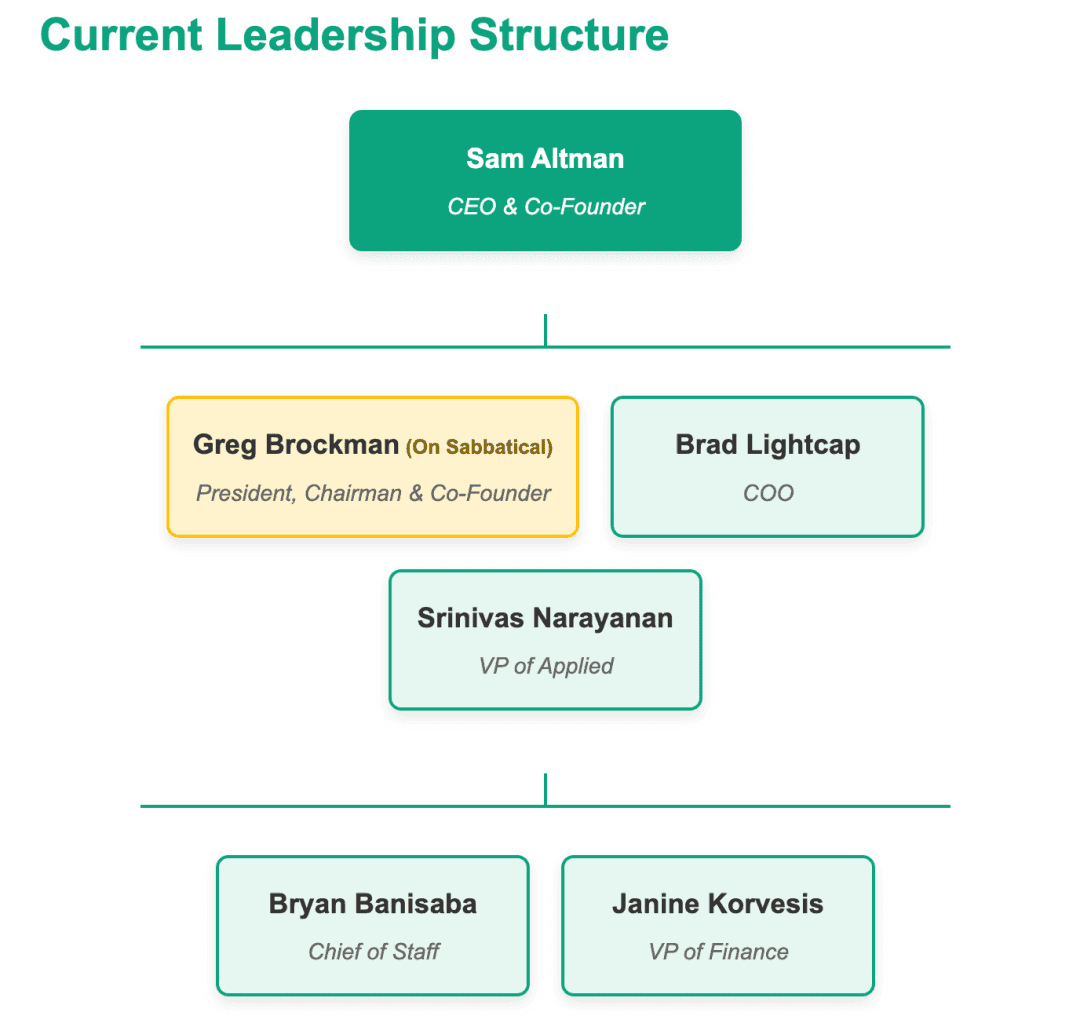 Current Leadership Structure
Sam Altman
CEO & Co-Founder
Greg Brockman (On Sabbatical)
President, Chairman & Co-Founder
Brad Lightcap
COO
Srinivas Narayanan
VP of Applied
Bryan Banisaba
Chief of Staff
Janine Korvesis
VP of Finance